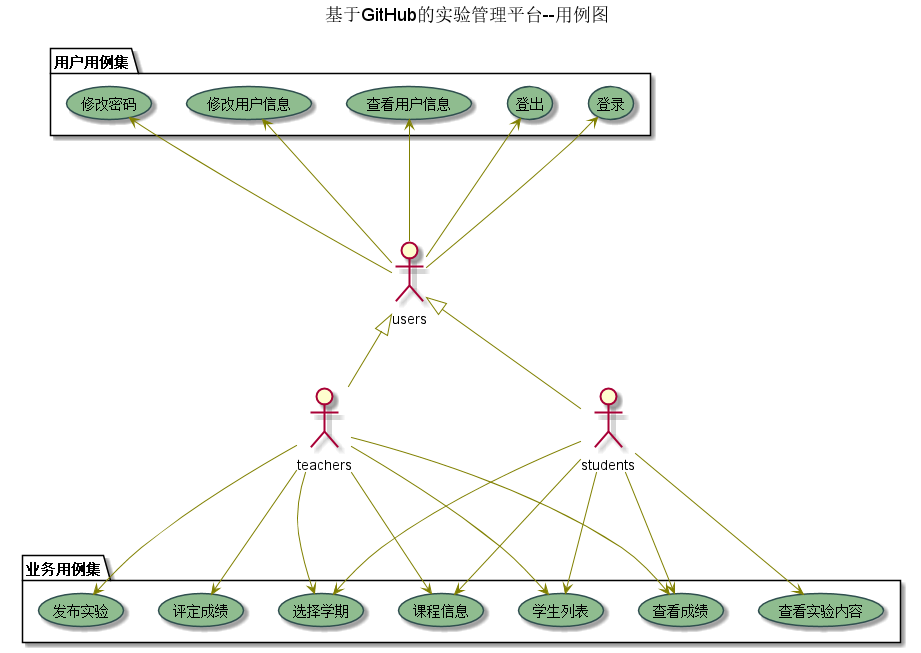 基于GitHub的实验管理平台--用例图
用户用例集
修改密码 修改用户信息 查看用户信息 登出 登录
users
teachers students
业务用例集
发布实验 评定成绩 选择学期 课程信息 学生列表 查看成绩 查看实验内容